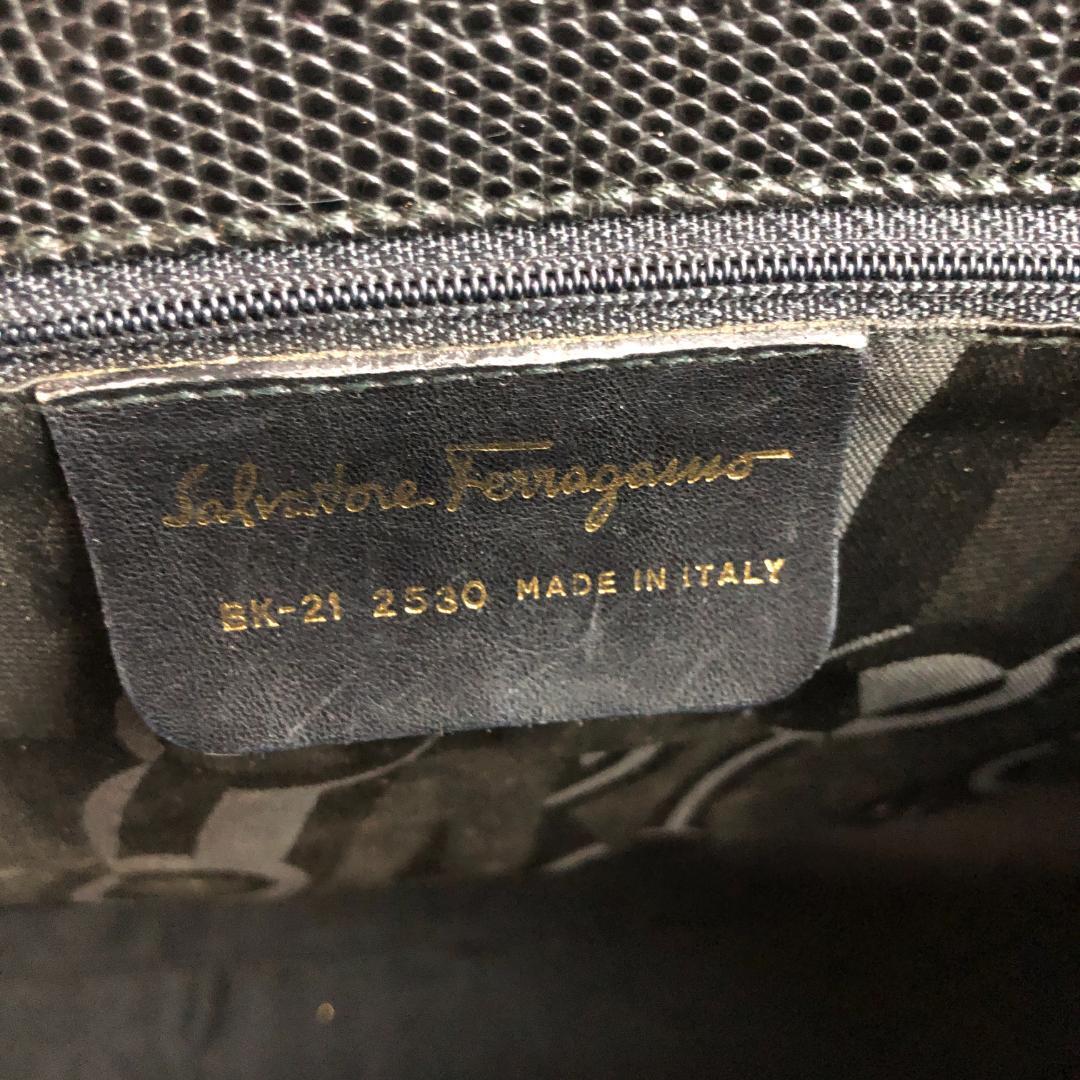 Salvatore Ferragamo
BK-21 2530 MADE IN ITALY